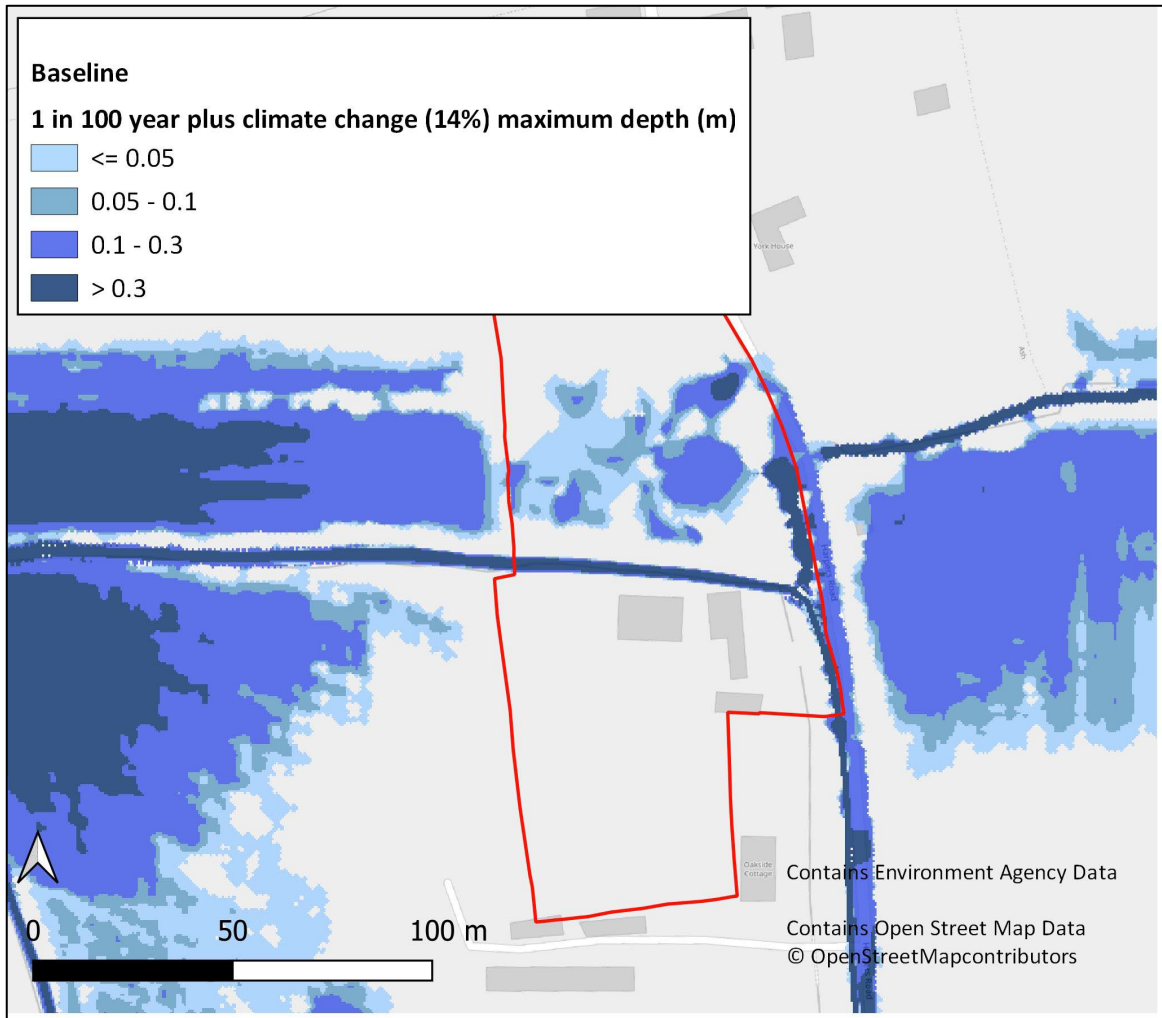 Baseline
1 in 100 year plus climate change (14%) maximum depth (m)
<= 0.05
0.05 - 0.1
0.1 - 0.3
> 0.3
York House
Ash
Oakside
Cottage
Contains Environment Agency Data
Contains Open Street Map Data
© OpenStreetMapcontributors
0 50 100 m